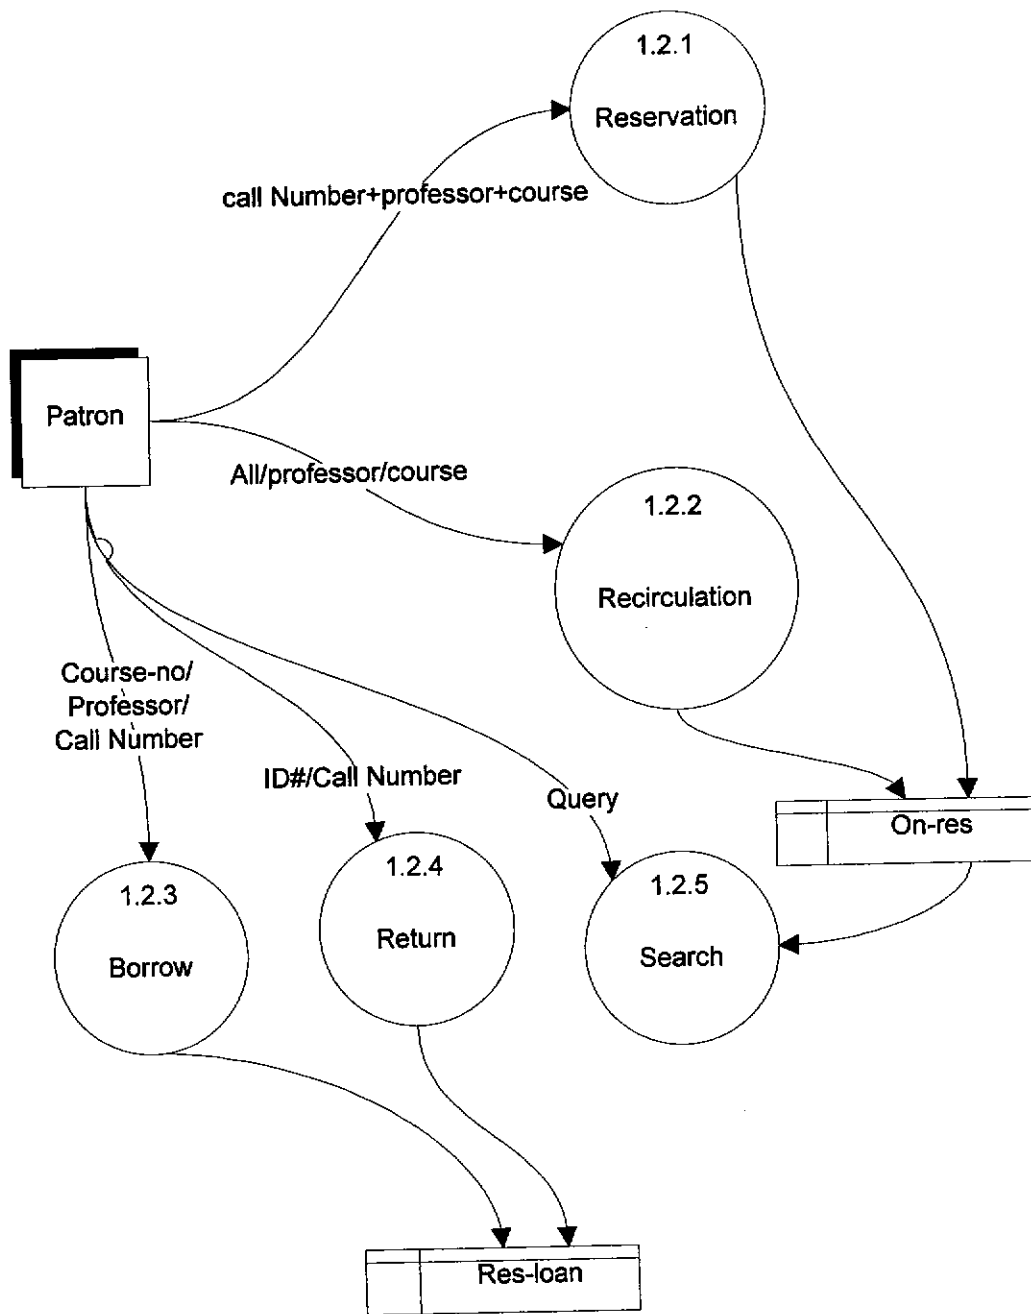 1.2.1
Reservation
call Number+professor+course
Patron
All/professor/course
1.2.2
Recirulation
Course-no/
Professor/
Call Number
ID#/Call Number
Query
On-res
1.2.3
Borrow
1.2.4
Return
1.2.5
Search
Res-loan